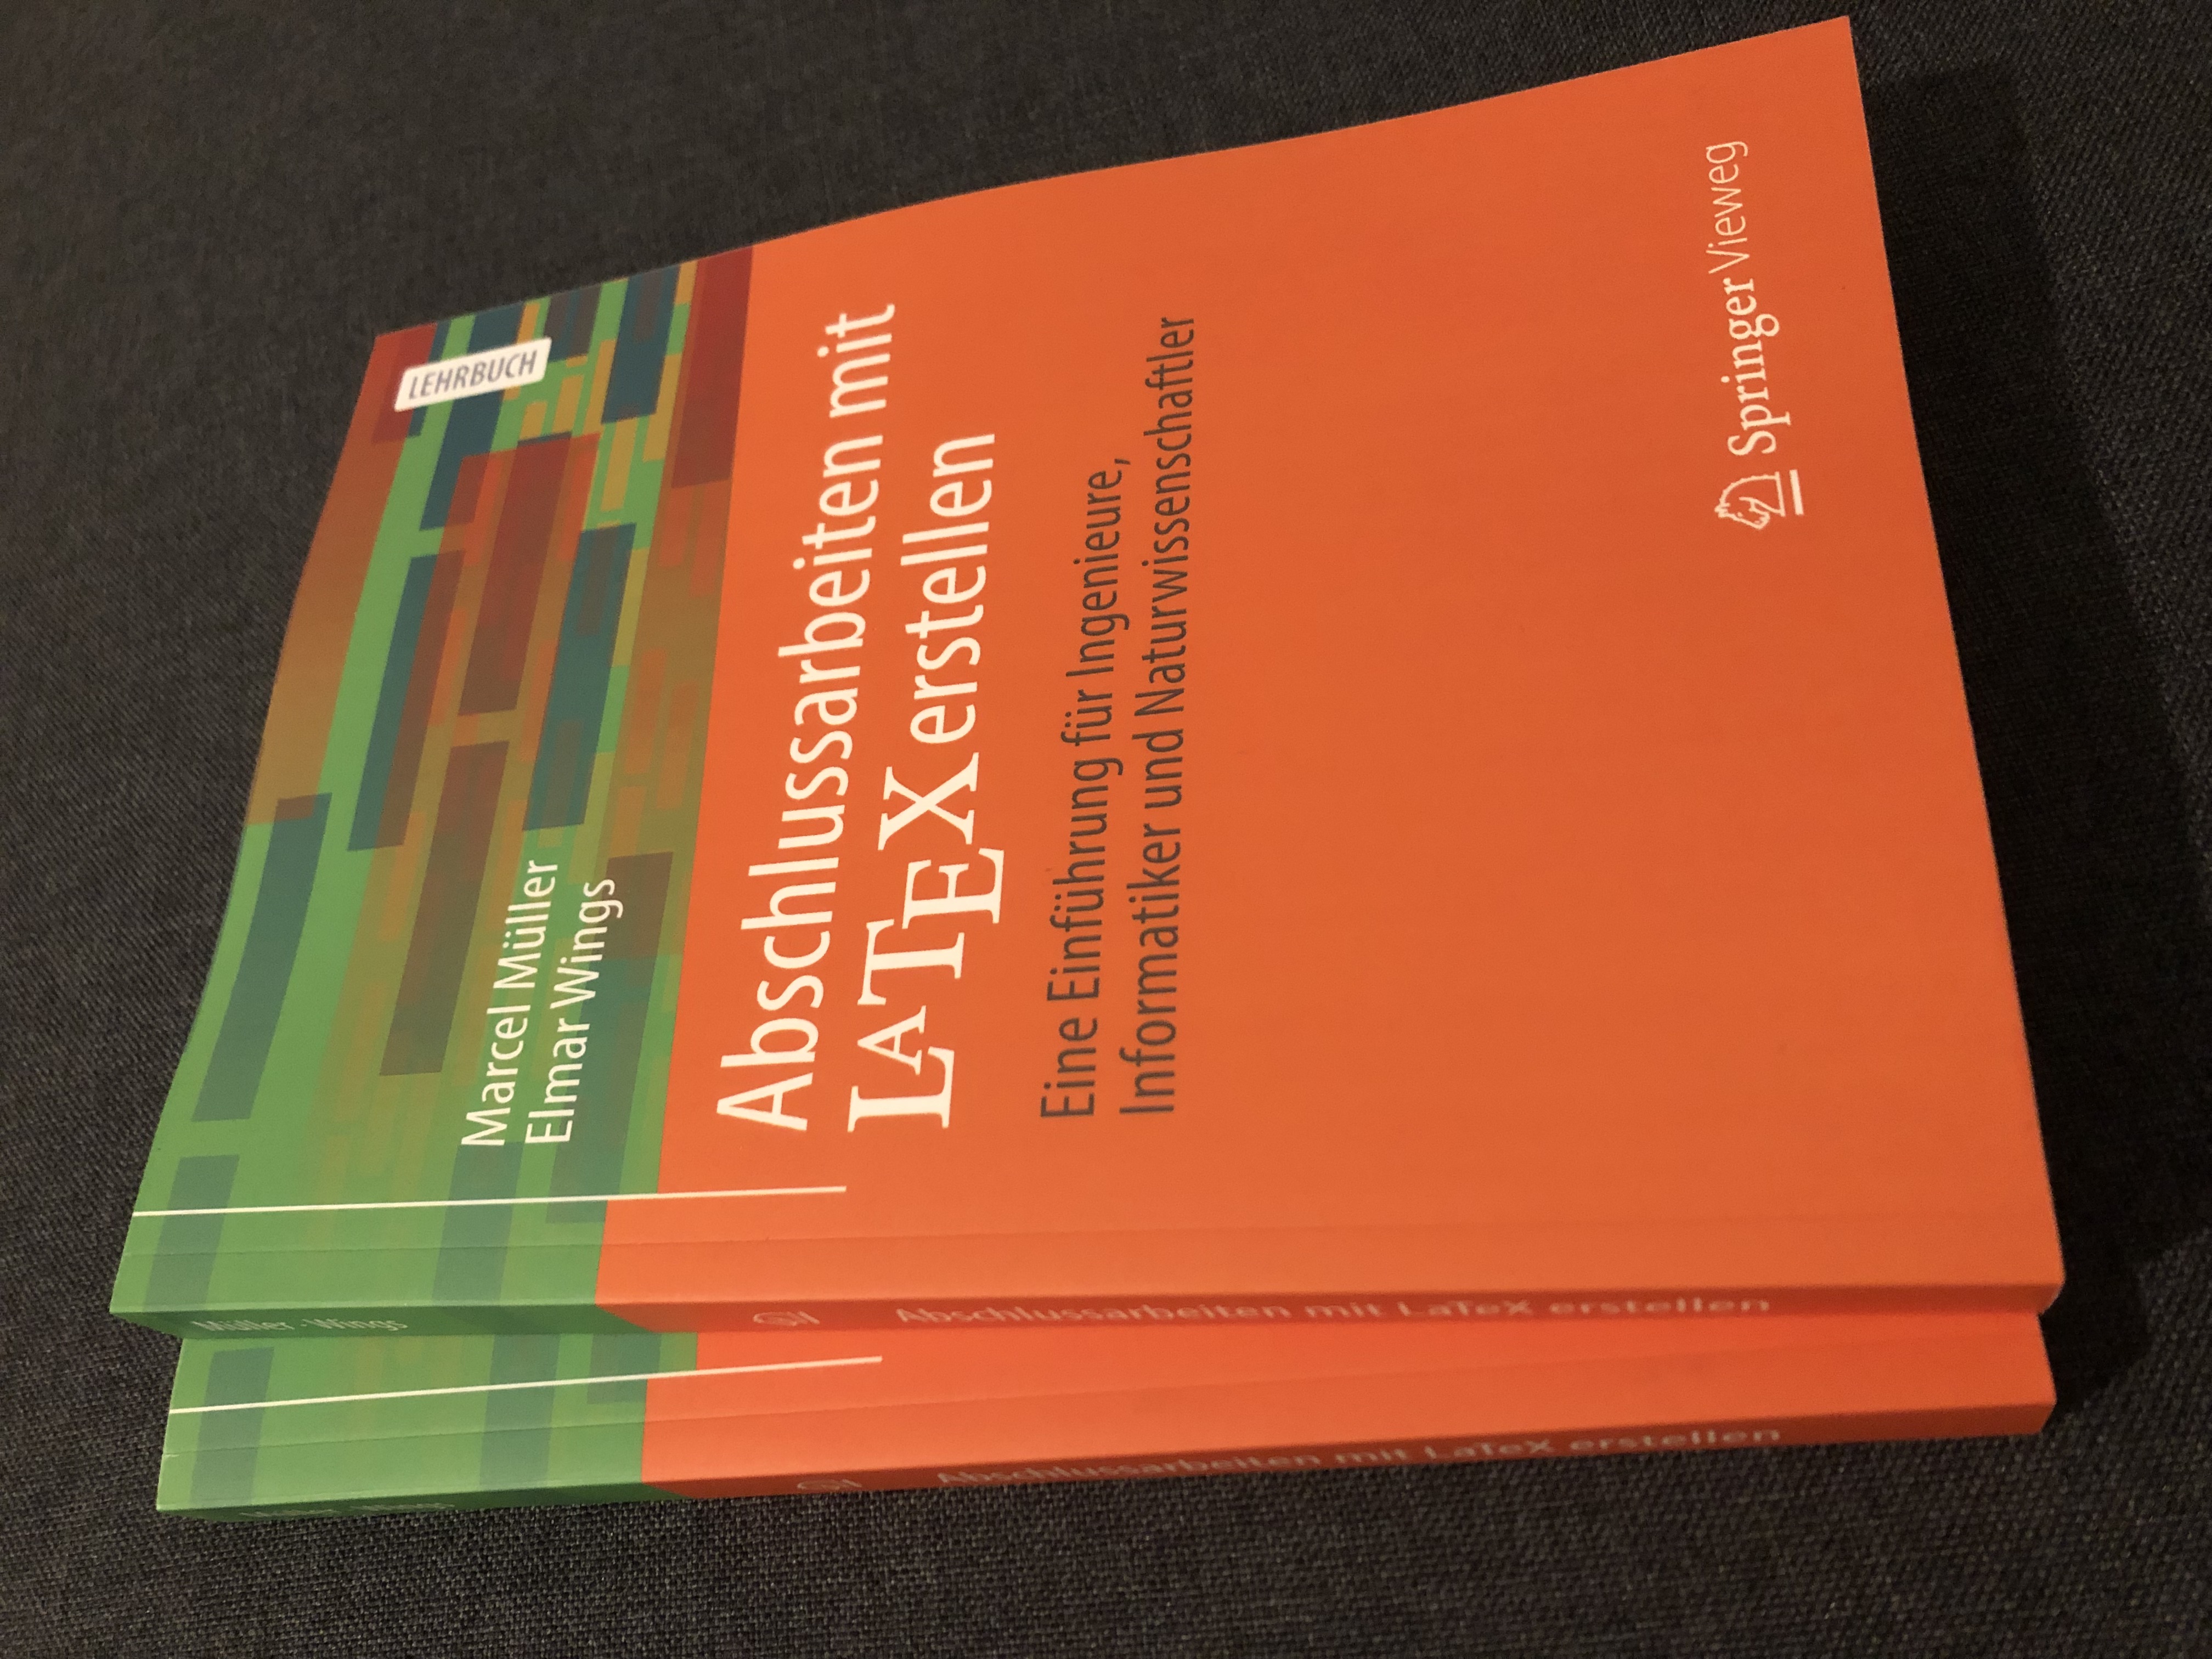 Marcel Müller
Elmar Wings
LEHRBUCH
Abschlussarbeiten mit
LATEX erstellen
Eine Einführung für Ingenieure,
Informatiker und Naturwissenschaftler
Springer Vieweg
Müller · Wings
Abschlussarbeiten mit LaTeX erstellen
Abschlussarbeiten mit LaTeX erstellen